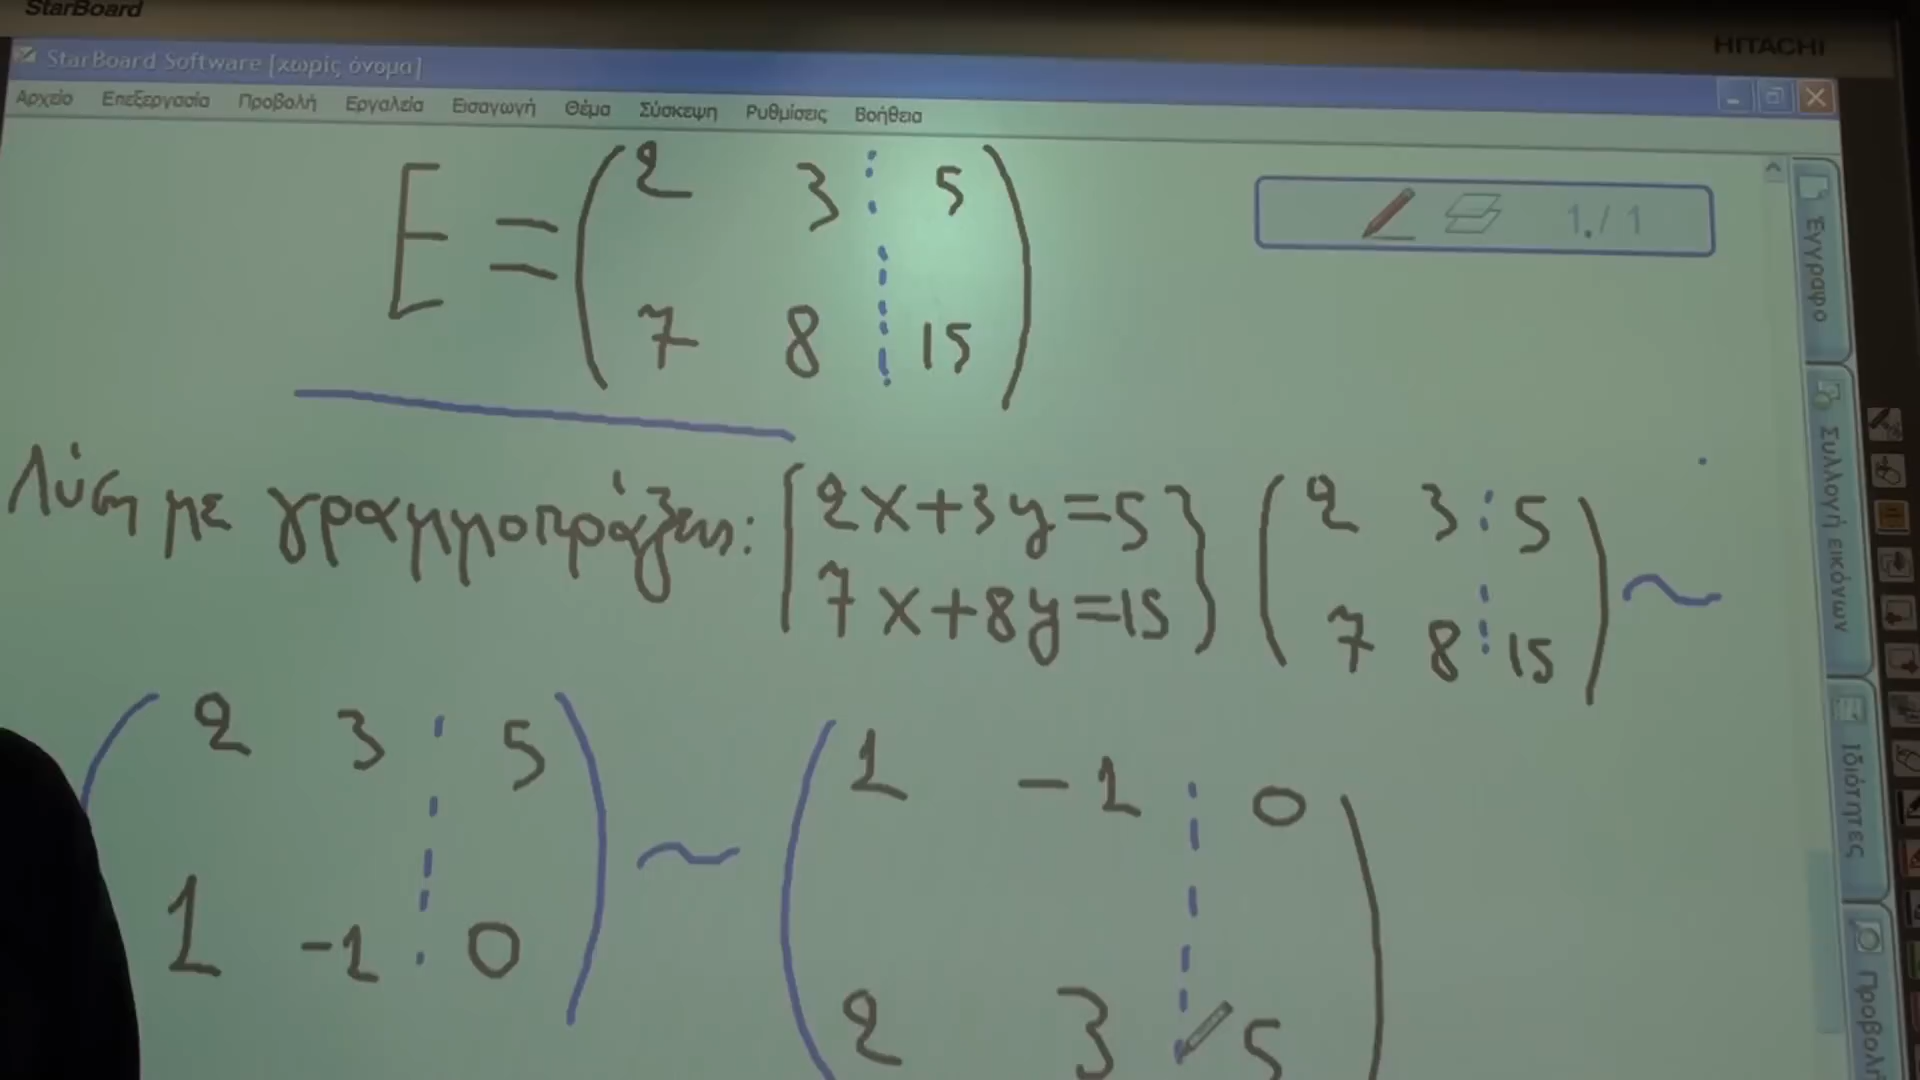 StarBoard
HITACHI
StarBoard Software [χωρίς όνομα]
Αρχείο Επεξεργασία Προβολή Εργαλεία Εισαγωγή Θέμα Σύσκεψη Ρυθμίσεις Βοήθεια
E = ( 2 3 ⋮ 5
7 8 ⋮ 15 )
1 / 1
Λύση με γραμμοπράξεις: { 2x+3y=5
7x+8y=15 }
( 2 3 ⋮ 5
7 8 ⋮ 15 ) ~
( 2 3 ⋮ 5
1 -1 ⋮ 0 ) ~
( 1 -1 ⋮ 0
2 3 ⋮ 5 )
Έγγραφο
Συλλογή εικόνων
Ιδιότητες
Προβολή